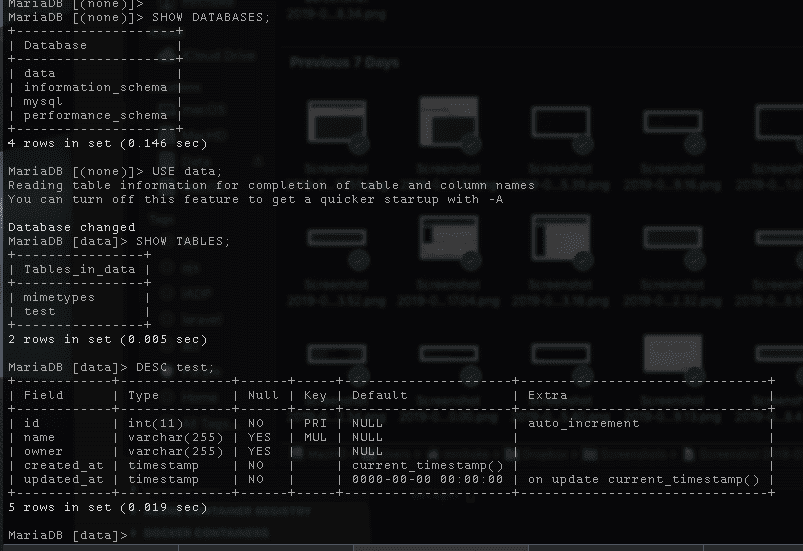 MariaDB [(none)]>
MariaDB [(none)]> SHOW DATABASES;
+--------------------+
| Database           |
+--------------------+
| data               |
| information_schema |
| mysql              |
| performance_schema |
+--------------------+
4 rows in set (0.146 sec)
MariaDB [(none)]> USE data;
Reading table information for completion of table and column names
You can turn off this feature to get a quicker startup with -A
Database changed
MariaDB [data]> SHOW TABLES;
+----------------+
| Tables_in_data |
+----------------+
| mimetypes      |
| test           |
+----------------+
2 rows in set (0.005 sec)
MariaDB [data]> DESC test;
+------------+--------------+------+-----+---------------------+-------------------------------+
| Field      | Type         | Null | Key | Default             | Extra                         |
+------------+--------------+------+-----+---------------------+-------------------------------+
| id         | int(11)      | NO   | PRI | NULL                | auto_increment                |
| name       | varchar(255) | YES  | MUL | NULL                |                               |
| owner      | varchar(255) | YES  |     | NULL                |                               |
| created_at | timestamp    | NO   |     | current_timestamp() |                               |
| updated_at | timestamp    | NO   |     | 0000-00-00 00:00:00 | on update current_timestamp() |
+------------+--------------+------+-----+---------------------+-------------------------------+
5 rows in set (0.019 sec)
MariaDB [data]>
Previous 7 Days